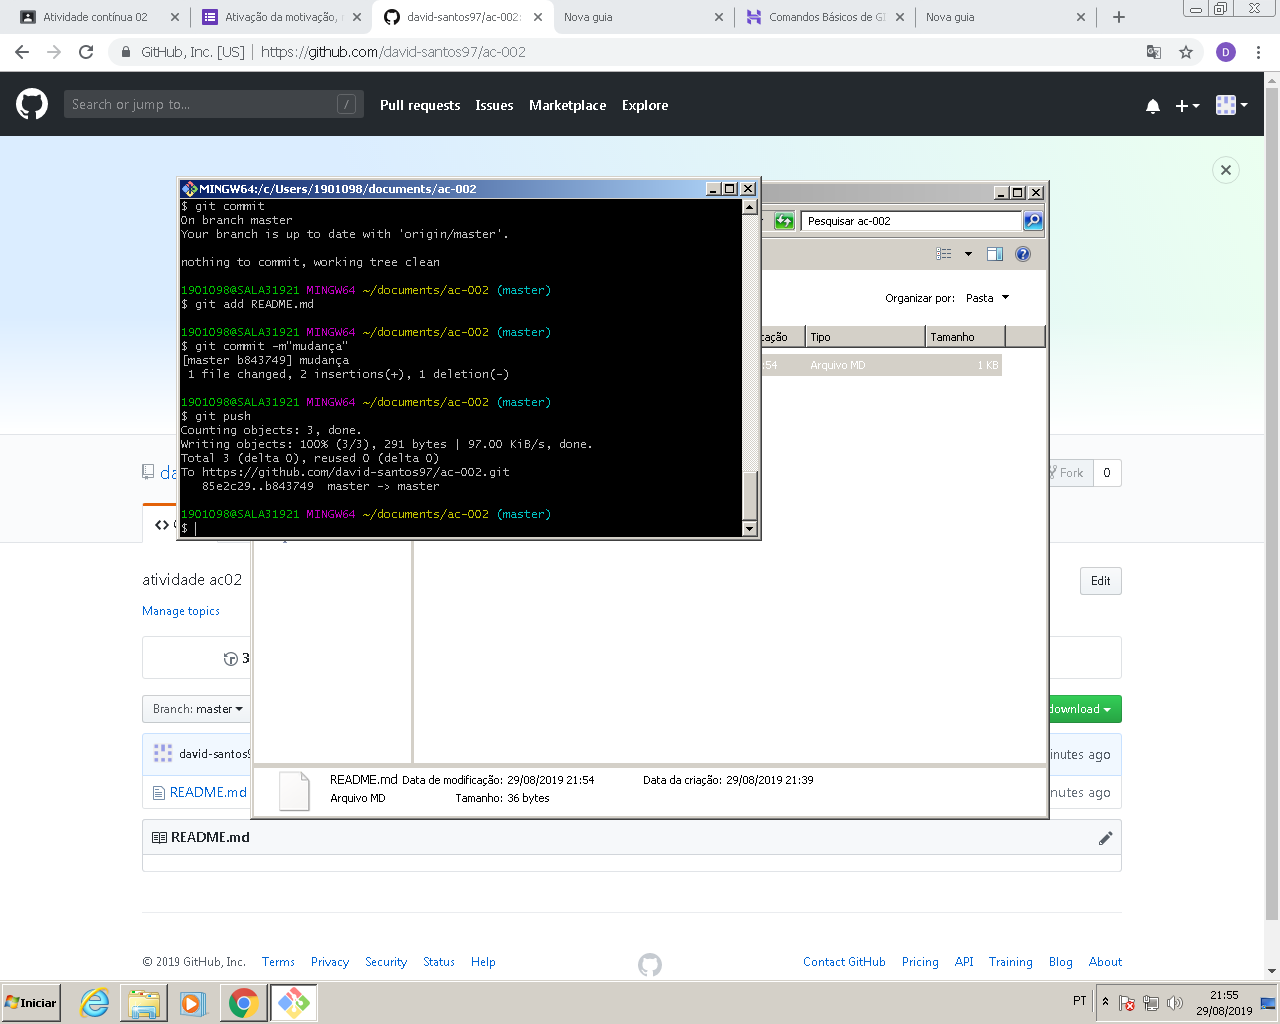 Atividade contínua 02
Ativação da motivação,
david-santos97/ac-002:
Nova guia
Comandos Básicos de GI
Nova guia
GitHub, Inc. [US]
https://github.com/david-santos97/ac-002
D
Search or jump to...
/
Pull requests
Issues
Marketplace
Explore
MINGW64:/c/Users/1901098/documents/ac-002
$ git commit
On branch master
Your branch is up to date with 'origin/master'.
nothing to commit, working tree clean
1901098@SALA31921 MINGW64 ~/documents/ac-002 (master)
$ git add README.md
1901098@SALA31921 MINGW64 ~/documents/ac-002 (master)
$ git commit -m"mudança"
[master b843749] mudança
1 file changed, 2 insertions(+), 1 deletion(-)
1901098@SALA31921 MINGW64 ~/documents/ac-002 (master)
$ git push
Counting objects: 3, done.
Writing objects: 100% (3/3), 291 bytes | 97.00 KiB/s, done.
Total 3 (delta 0), reused 0 (delta 0)
To https://github.com/david-santos97/ac-002.git
85e2c29..b843749  master -> master
1901098@SALA31921 MINGW64 ~/documents/ac-002 (master)
$
Pesquisar ac-002
Organizar por: Pasta
cação
Tipo
Tamanho
:54
Arquivo MD
1 KB
da
Fork
0
<>
atividade ac02
Edit
Manage topics
3
Branch: master
download
david-santos9
inutes ago
README.md
nutes ago
README.md Data de modificação: 29/08/2019 21:54
Data da criação: 29/08/2019 21:39
Arquivo MD
Tamanho: 36 bytes
README.md
© 2019 GitHub, Inc.
Terms
Privacy
Security
Status
Help
Contact GitHub
Pricing
API
Training
Blog
About
Iniciar
PT
21:55
29/08/2019